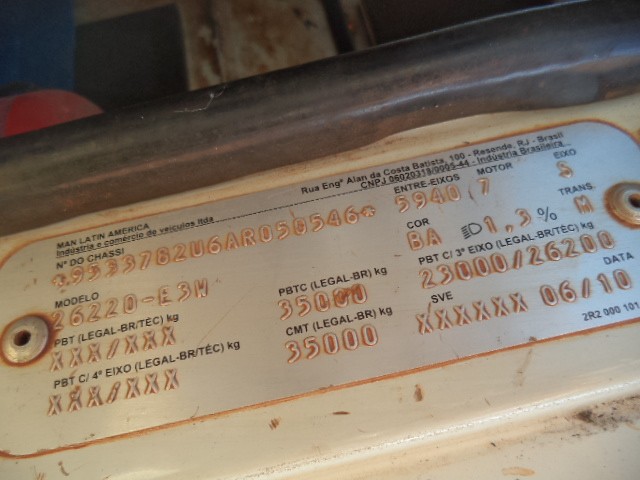 MAN LATIN AMERICA
Indústria e comércio de veículos ltda
Rua Engº Alan da Costa Batista, 100 - Resende, RJ - Brasil
CNPJ 06020318/0005-44 - Indústria Brasileira
Nº DO CHASSI ENTRE-EIXOS MOTOR EIXO
5940 7 S
MODELO PBTC (LEGAL-BR) kg COR TRANS.
26220-E3W 35000 BA 1,3% M
PBT (LEGAL-BR/TÉC) kg CMT (LEGAL-BR) kg PBT C/ 3º EIXO (LEGAL-BR/TÉC) kg
XXX/XXX 35000 23000/26200
PBT C/ 4º EIXO (LEGAL-BR/TÉC) kg SVE DATA
XXX/XXX XXXXXX 06/10
2R2 000 101